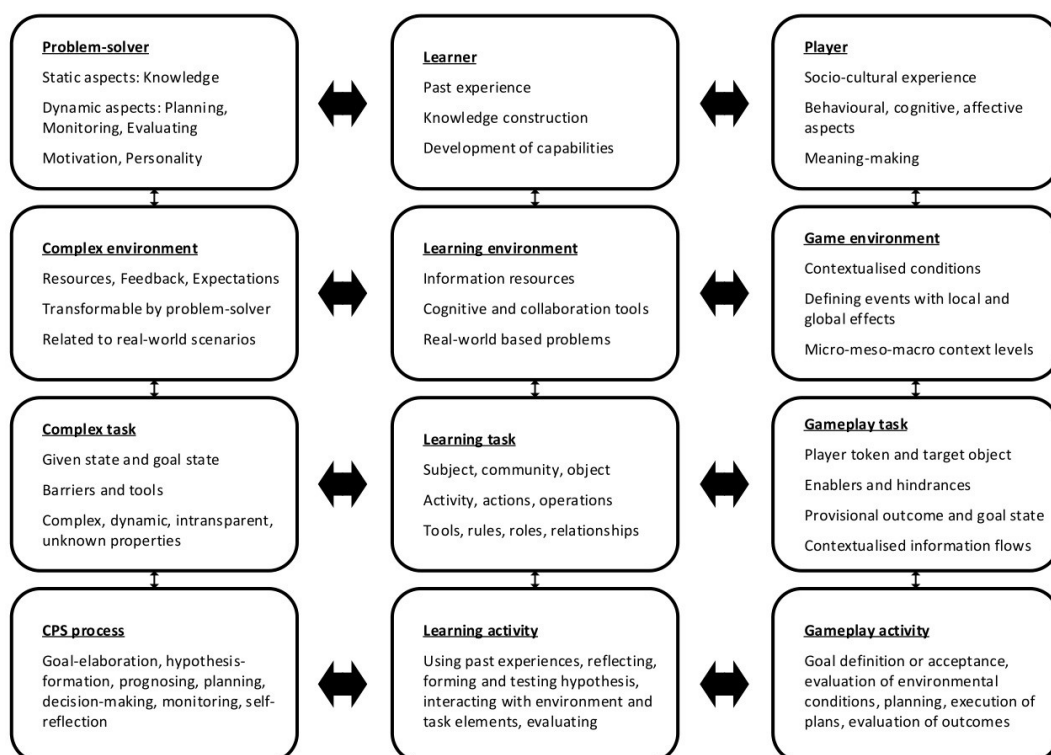 Problem-solver
Static aspects: Knowledge
Dynamic aspects: Planning,
Monitoring, Evaluating
Motivation, Personality
Learner
Past experience
Knowledge construction
Development of capabilities
Player
Socio-cultural experience
Behavioural, cognitive, affective
aspects
Meaning-making
Complex environment
Resources, Feedback, Expectations
Transformable by problem-solver
Related to real-world scenarios
Learning environment
Information resources
Cognitive and collaboration tools
Real-world based problems
Game environment
Contextualised conditions
Defining events with local and
global effects
Micro-meso-macro context levels
Complex task
Given state and goal state
Barriers and tools
Complex, dynamic, intransparent,
unknown properties
Learning task
Subject, community, object
Activity, actions, operations
Tools, rules, roles, relationships
Gameplay task
Player token and target object
Enablers and hindrances
Provisional outcome and goal state
Contextualised information flows
CPS process
Goal-elaboration, hypothesis-
formation, prognosing, planning,
decision-making, monitoring, self-
reflection
Learning activity
Using past experiences, reflecting,
forming and testing hypothesis,
interacting with environment and
task elements, evaluating
Gameplay activity
Goal definition or acceptance,
evaluation of environmental
conditions, planning, execution of
plans, evaluation of outcomes